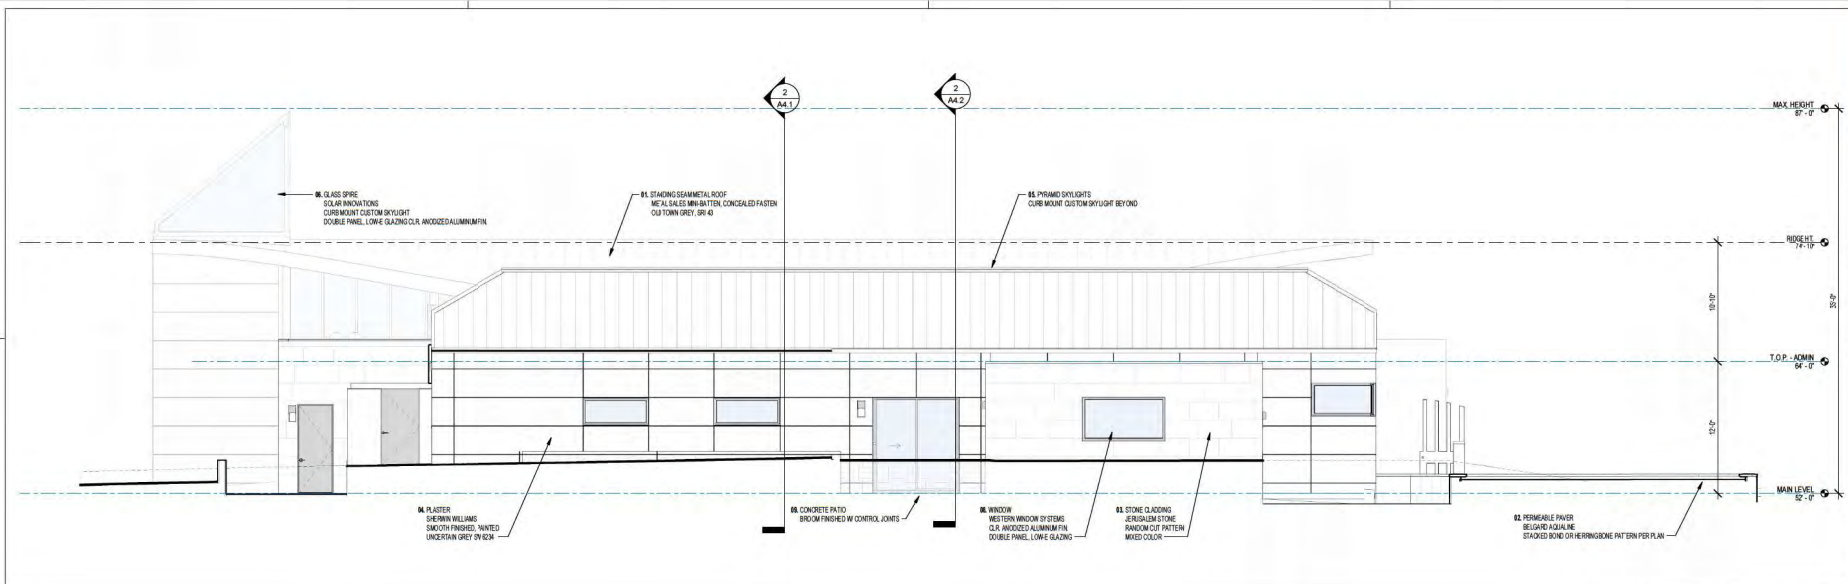 2
A4.1
2
A4.2
MAX. HEIGHT
87' - 0"
06. GLASS SPIRE
SOLAR INNOVATIONS
CURB MOUNT CUSTOM SKYLIGHT
DOUBLE PANEL, LOW-E GLAZING CLR. ANODIZED ALUMINUM FIN.
01. STANDING SEAM METAL ROOF
METAL SALES MINI-BATTEN, CONCEALED FASTEN
OLD TOWN GREY, SRI 43
05. PYRAMID SKYLIGHTS
CURB MOUNT CUSTOM SKYLIGHT BEYOND
RIDGE HT.
74' - 10"
10'-10"
35'-0"
T.O.P. - ADMIN
64' - 0"
12'-0"
MAIN LEVEL
52' - 0"
04. PLASTER
SHERWIN WILLIAMS
SMOOTH FINISHED, PAINTED
UNCERTAIN GREY SW 6234
09. CONCRETE PATIO
BROOM FINISHED W/ CONTROL JOINTS
08. WINDOW
WESTERN WINDOW SYSTEMS
CLR. ANODIZED ALUMINUM FIN.
DOUBLE PANEL, LOW-E GLAZING
03. STONE CLADDING
JERUSALEM STONE
RANDOM CUT PATTERN
MIXED COLOR
02. PERMEABLE PAVER
BELGARD AQUALINE
STACKED BOND OR HERRINGBONE PATTERN PER PLAN